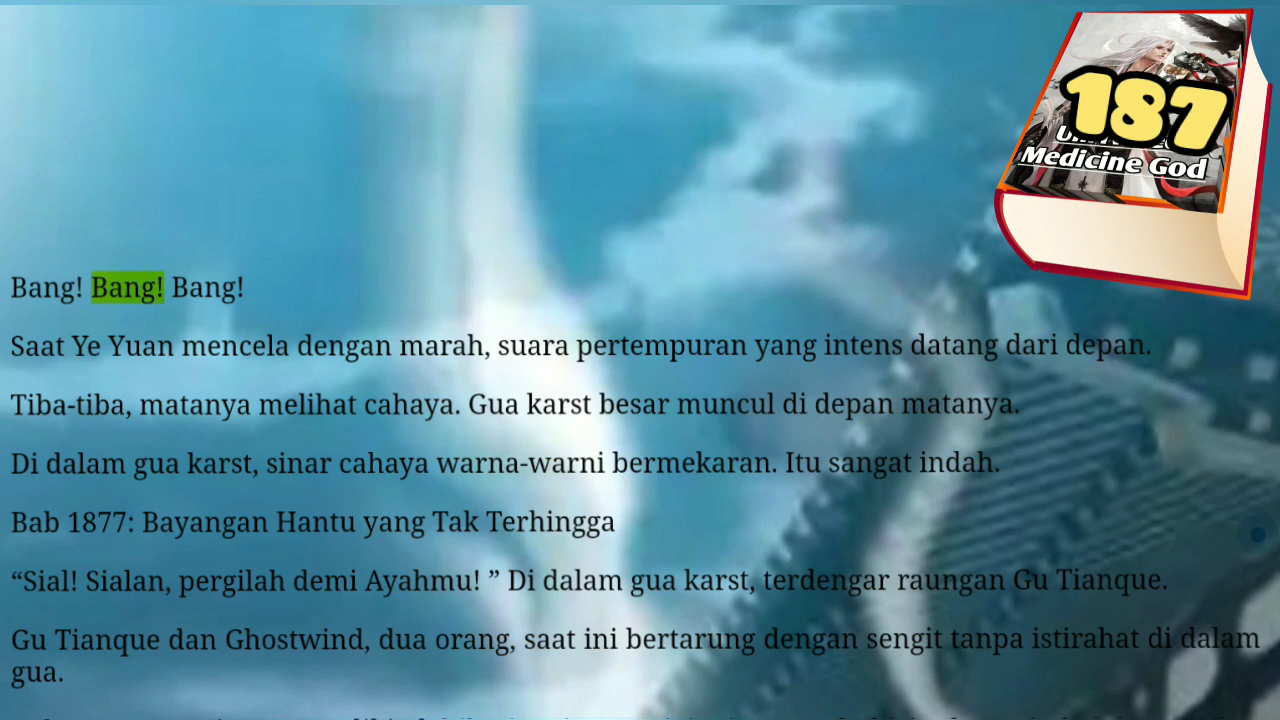 187
Medicine God
Bang! Bang! Bang!
Saat Ye Yuan mencela dengan marah, suara pertempuran yang intens datang dari depan.
Tiba-tiba, matanya melihat cahaya. Gua karst besar muncul di depan matanya.
Di dalam gua karst, sinar cahaya warna-warni bermekaran. Itu sangat indah.
Bab 1877: Bayangan Hantu yang Tak Terhingga
“Sial! Sialan, pergilah demi Ayahmu! ” Di dalam gua karst, terdengar raungan Gu Tianque.
Gu Tianque dan Ghostwind, dua orang, saat ini bertarung dengan sengit tanpa istirahat di dalam
gua.